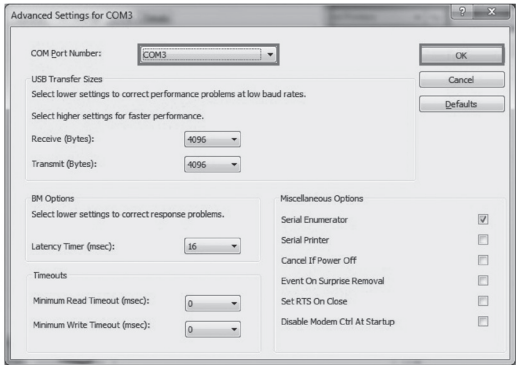 Advanced Settings for COM3
? X
COM Port Number: COM3
OK
Cancel
Defaults
USB Transfer Sizes
Select lower settings to correct performance problems at low baud rates.
Select higher settings for faster performance.
Receive (Bytes): 4096
Transmit (Bytes): 4096
BM Options
Select lower settings to correct response problems.
Latency Timer (msec): 16
Timeouts
Minimum Read Timeout (msec): 0
Minimum Write Timeout (msec): 0
Miscellaneous Options
Serial Enumerator
Serial Printer
Cancel If Power Off
Event On Surprise Removal
Set RTS On Close
Disable Modem Ctrl At Startup